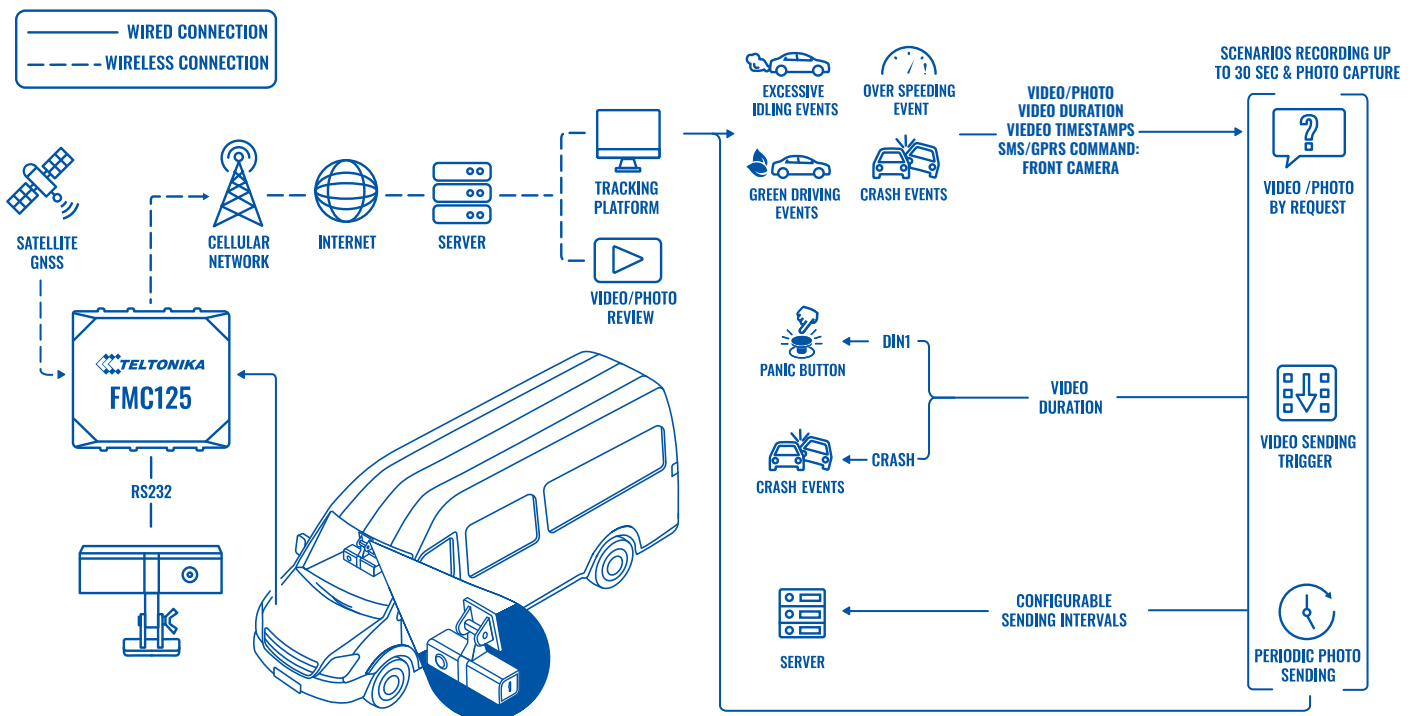 WIRED CONNECTION
WIRELESS CONNECTION
SATELLITE
GNSS
CELLULAR
NETWORK
INTERNET
SERVER
TRACKING
PLATFORM
VIDEO/PHOTO
REVIEW
TELTONIKA
FMC125
RS232
EXCESSIVE
IDLING EVENTS
OVER SPEEDING
EVENT
GREEN DRIVING
EVENTS
CRASH EVENTS
VIDEO/PHOTO
VIDEO DURATION
VIEDEO TIMESTAMPS
SMS/GPRS COMMAND:
FRONT CAMERA
SCENARIOS RECORDING UP
TO 30 SEC & PHOTO CAPTURE
?
VIDEO /PHOTO
BY REQUEST
PANIC BUTTON
DIN1
CRASH EVENTS
CRASH
VIDEO
DURATION
VIDEO SENDING
TRIGGER
SERVER
CONFIGURABLE
SENDING INTERVALS
PERIODIC PHOTO
SENDING